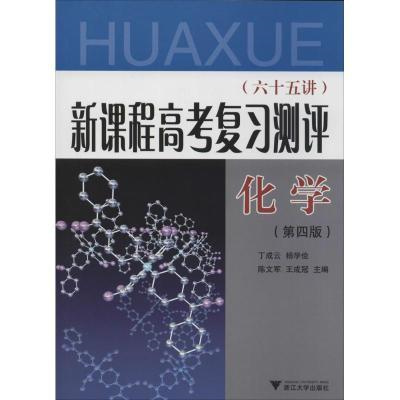 HUAXUE
（六十五讲）
新课程高考复习测评
化学
（第四版）
丁成云 杨学俭
陈文军 王成冠 主编
浙江大学出版社